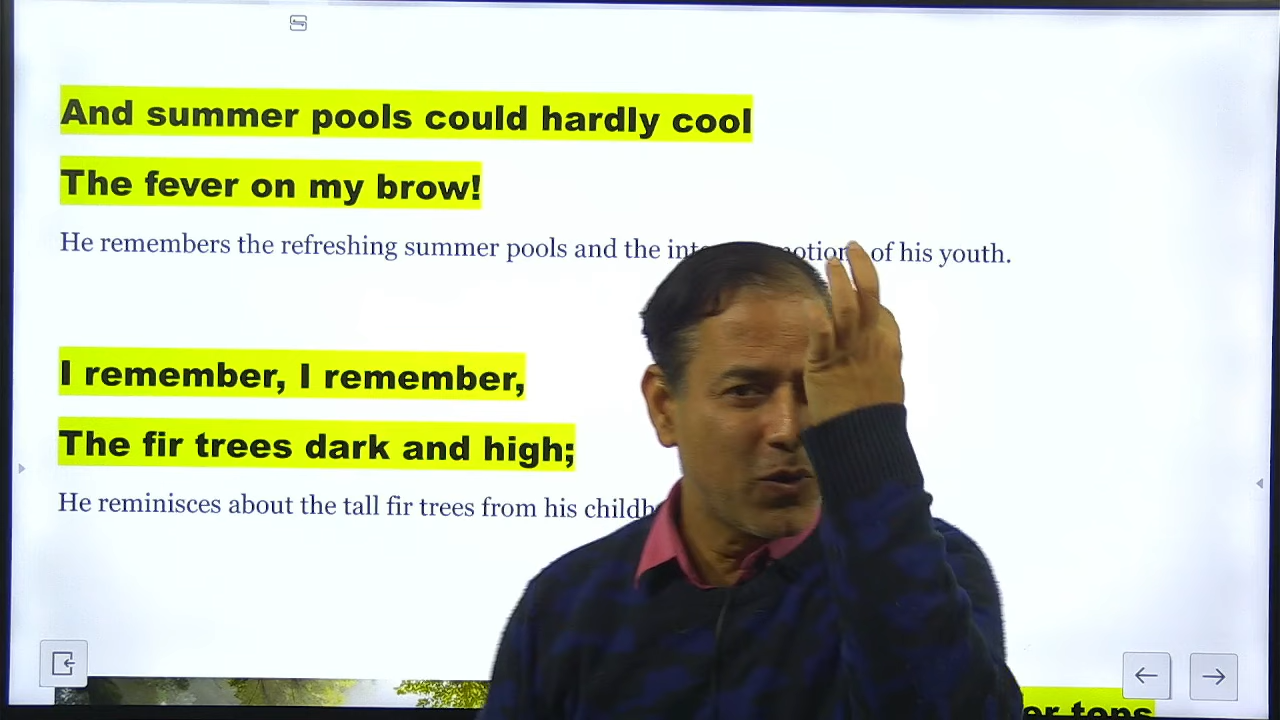 And summer pools could hardly cool
The fever on my brow!
He remembers the refreshing summer pools and the of his youth.
I remember, I remember,
The fir trees dark and high;
He reminisces about the tall fir trees from his
tops